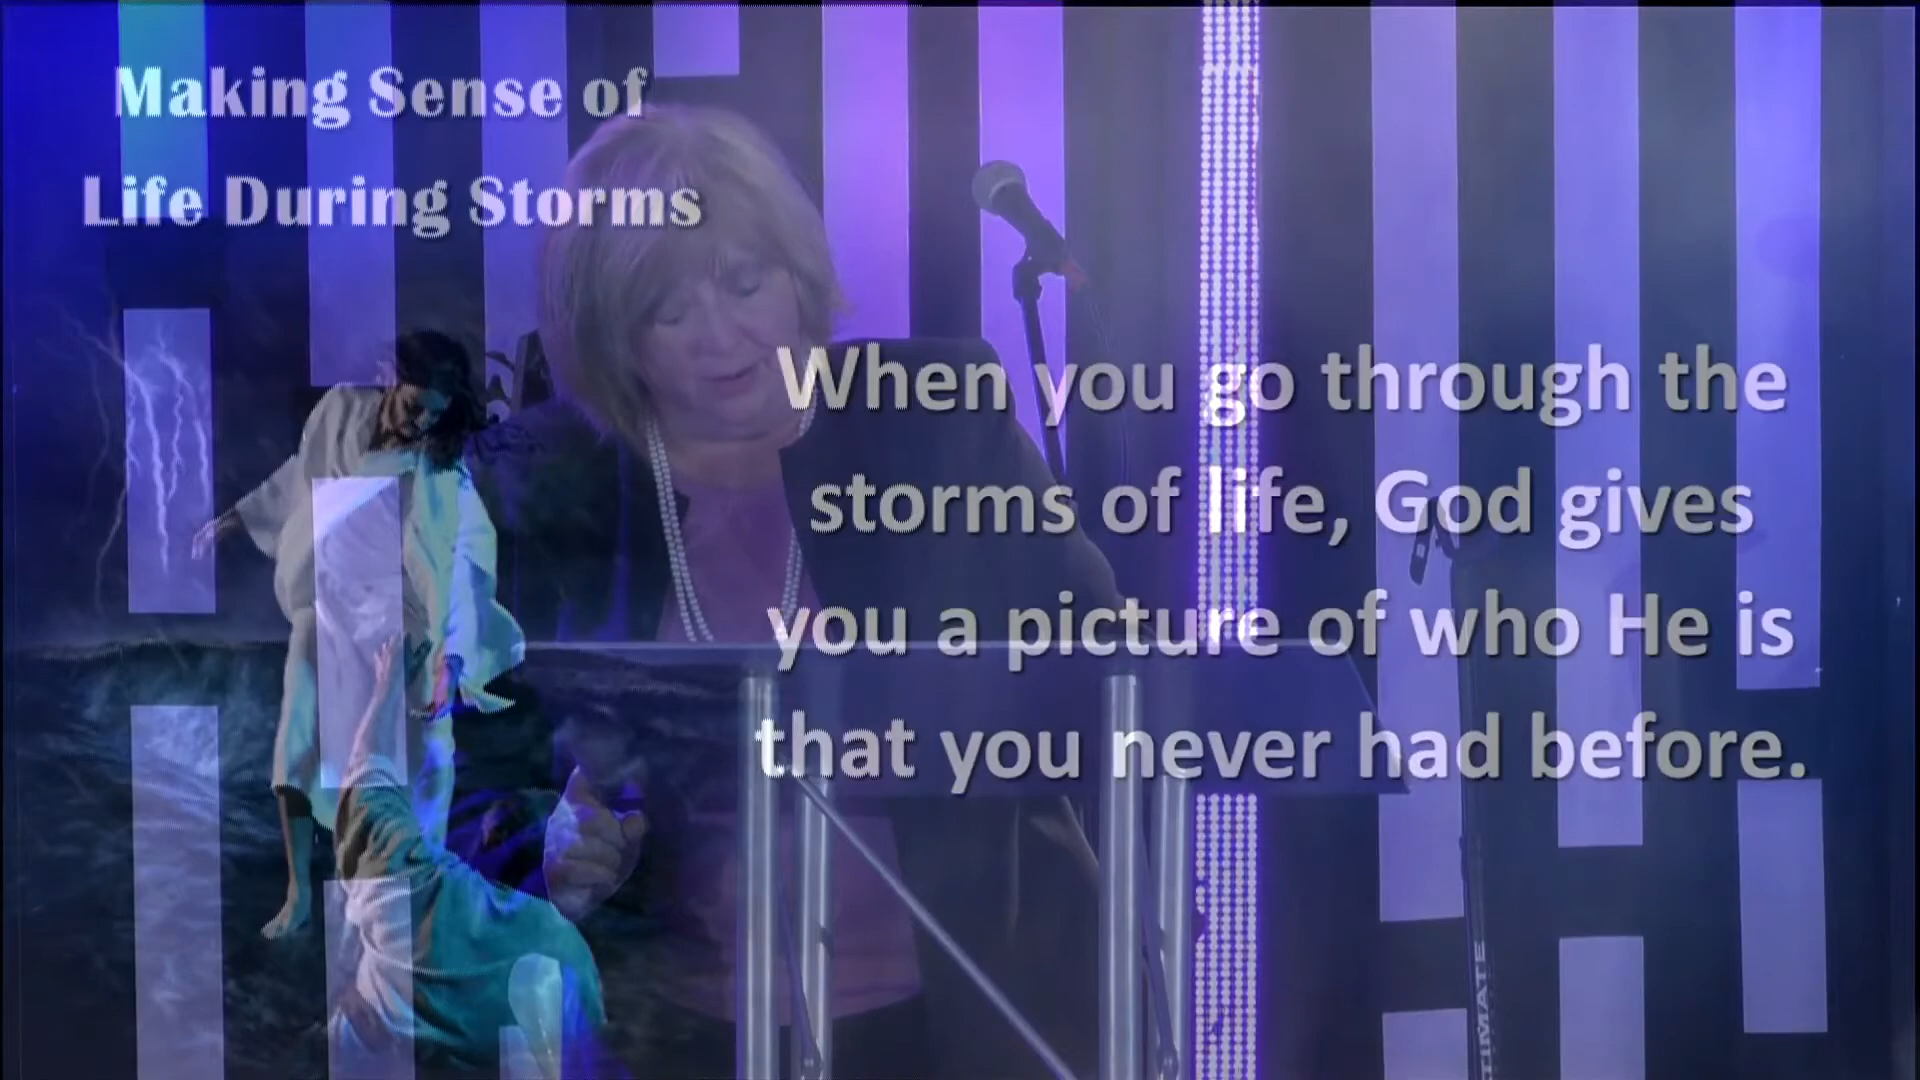 Making Sense of
Life During Storms
When you go through the
storms of life, God gives
you a picture of who He is
that you never had before.